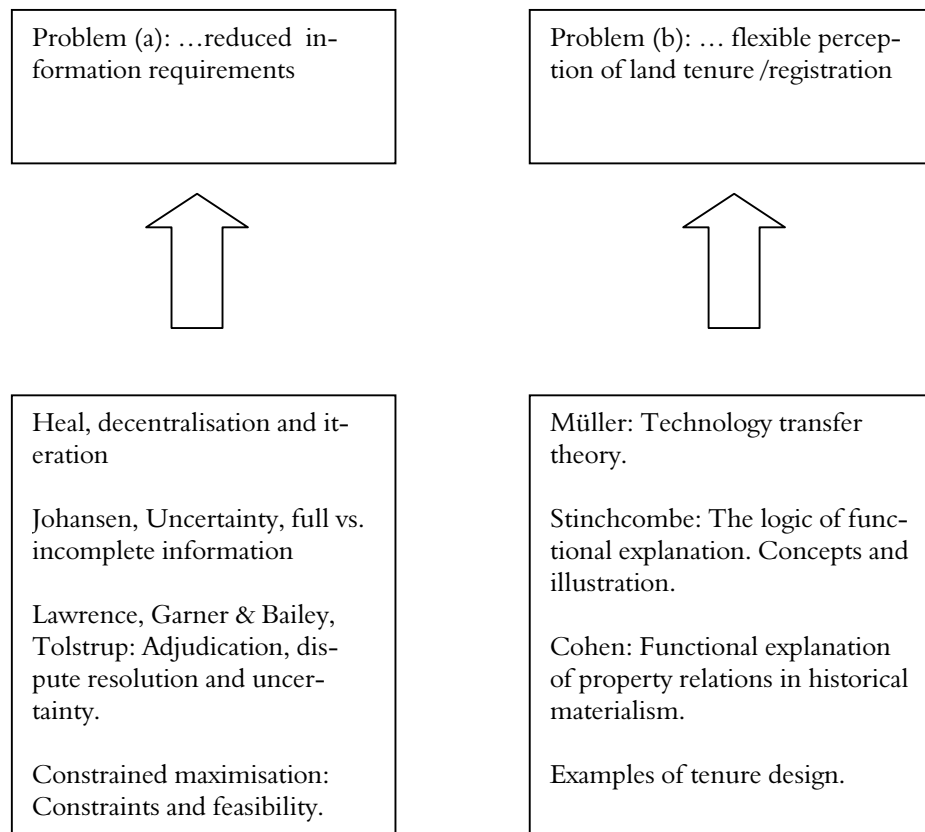 Problem (a): …reduced in-
formation requirements
Problem (b): … flexible percep-
tion of land tenure /registration
Heal, decentralisation and it-
eration
Johansen, Uncertainty, full vs.
incomplete information
Lawrence, Garner & Bailey,
Tolstrup: Adjudication, dis-
pute resolution and uncer-
tainty.
Constrained maximisation:
Constraints and feasibility.
Müller: Technology transfer
theory.
Stinchcombe: The logic of func-
tional explanation. Concepts and
illustration.
Cohen: Functional explanation
of property relations in historical
materialism.
Examples of tenure design.